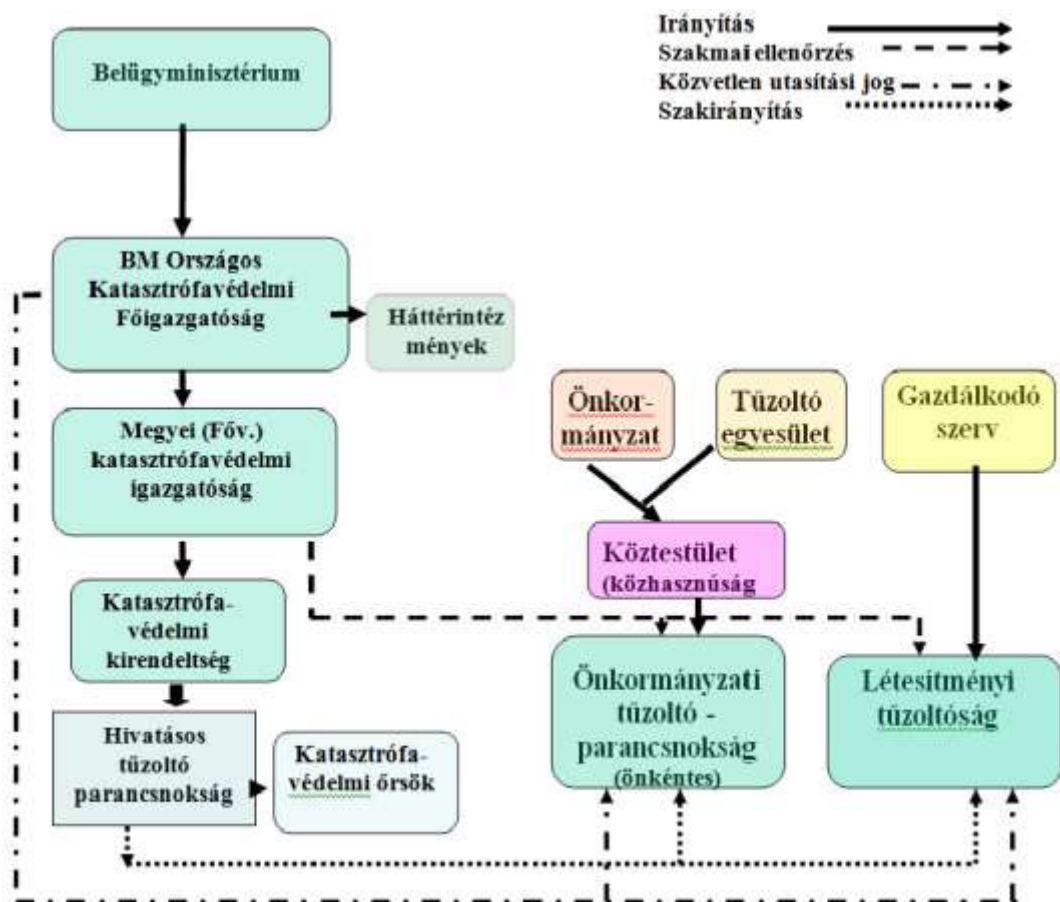 Irányítás
Szakmai ellenőrzés
Közvetlen utasítási jog
Szakirányítás
Belügyminisztérium
BM Országos
Katasztrófavédelmi
Főigazgatóság
Háttérintéz
mények
Megyei (Főv.)
katasztrófavédelmi
igazgatóság
Önkor-
mányzat
Tűzoltó
egyesület
Gazdálkodó
szerv
Köztestület
(közhasznúság
Katasztrófa-
védelmi
kirendeltség
Önkormányzati
tűzoltó -
parancsnokság
(önkéntes)
Létesítményi
tűzoltóság
Hivatásos
tűzoltó
parancsnokság
Katasztrófa-
védelmi őrsök